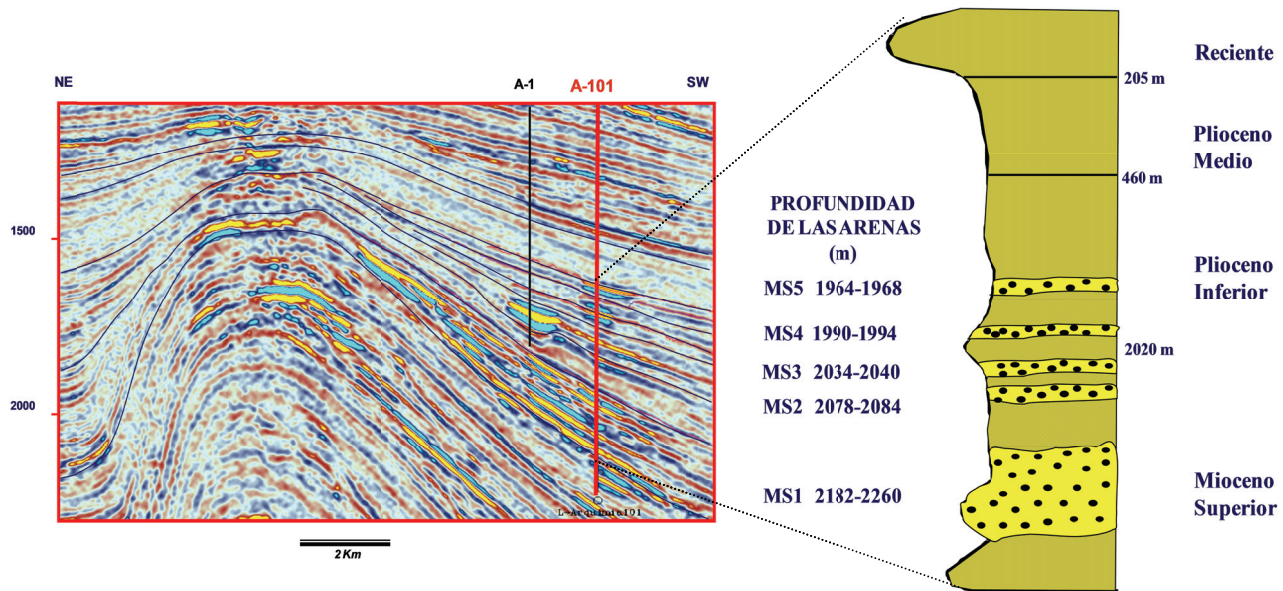 NE
A-1
A-101
SW
1500
2000
2 Km
PROFUNDIDAD
DE LAS ARENAS
(m)
MS5 1964-1968
MS4 1990-1994
MS3 2034-2040
MS2 2078-2084
MS1 2182-2260
Reciente
205 m
Plioceno
Medio
460 m
Plioceno
Inferior
2020 m
Mioceno
Superior